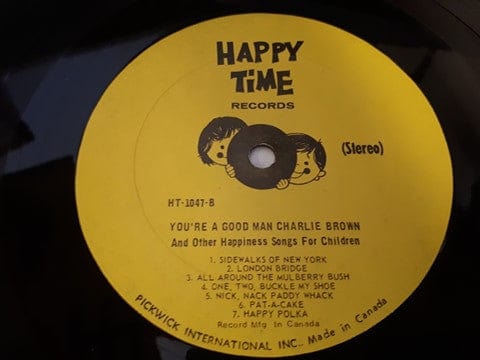 HAPPY
TiME
RECORDS
(Stereo)
HT-1047-B
YOU'RE A GOOD MAN CHARLIE BROWN
And Other Happiness Songs For Children
1. SIDEWALKS OF NEW YORK
2. LONDON BRIDGE
3. ALL AROUND THE MULBERRY BUSH
4. ONE, TWO, BUCKLE MY SHOE
5. NICK, NACK PADDY WHACK
6. PAT-A-CAKE
7. HAPPY POLKA
Record Mfg. In Canada
PICKWICK INTERNATIONAL INC.. Made in Canada